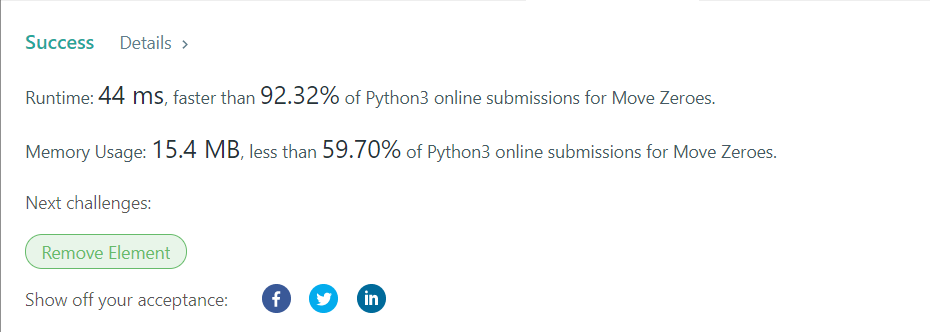 Success Details >
Runtime: 44 ms, faster than 92.32% of Python3 online submissions for Move Zeroes.
Memory Usage: 15.4 MB, less than 59.70% of Python3 online submissions for Move Zeroes.
Next challenges:
Remove Element
Show off your acceptance: f in